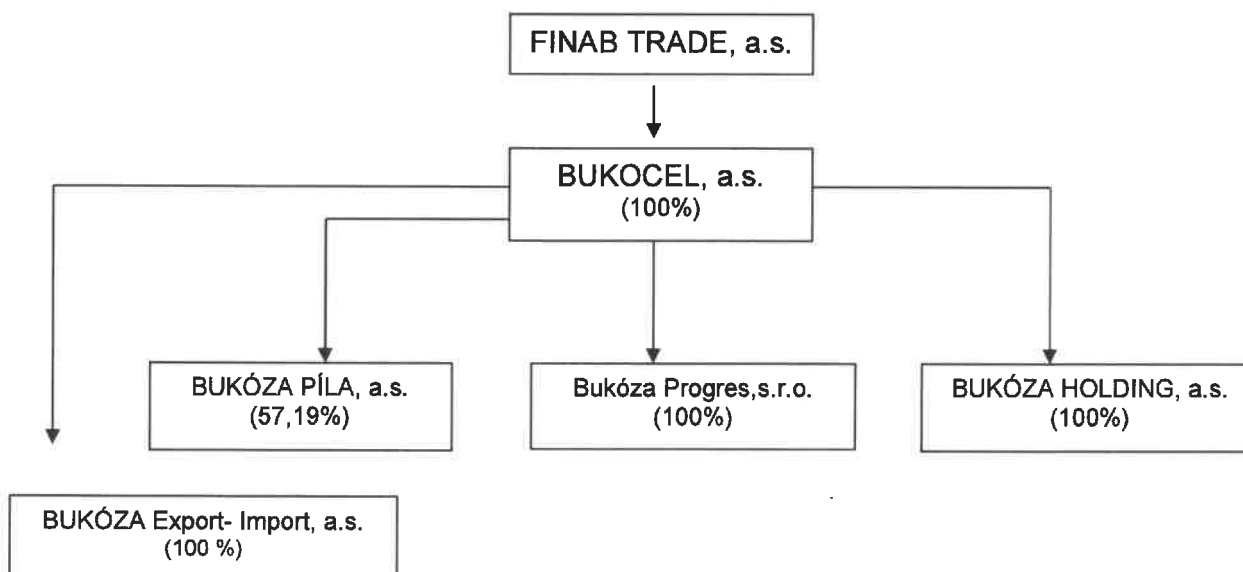 FINAB TRADE, a.s.
BUKOCEL, a.s.
(100%)
BUKÓZA PÍLA, a.s.
(57,19%)
Bukóza Progres,s.r.o.
(100%)
BUKÓZA HOLDING, a.s.
(100%)
BUKÓZA Export- Import, a.s.
(100 %)